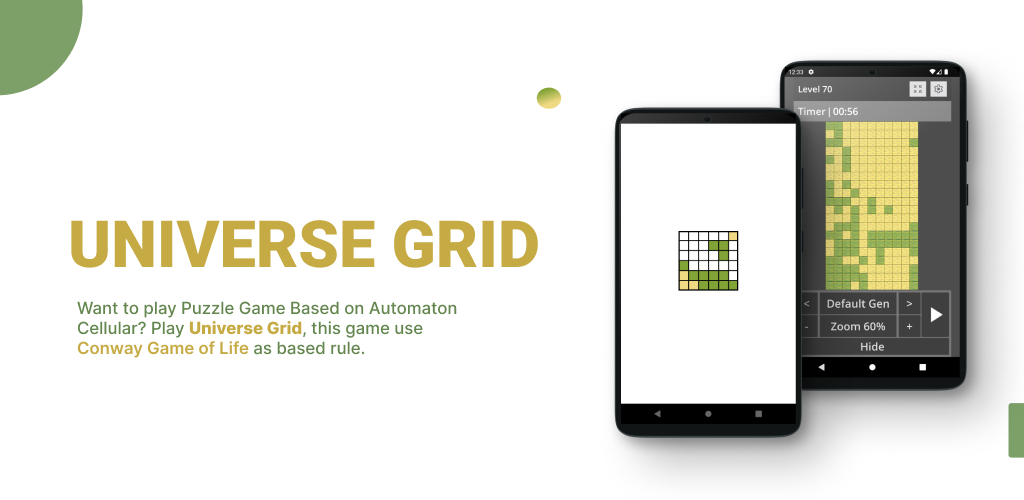 UNIVERSE GRID
Want to play Puzzle Game Based on Automaton
Cellular? Play Universe Grid, this game use
Conway Game of Life as based rule.
12:33
Level 70
Timer | 00:56
< Default Gen >
- Zoom 60% +
Hide